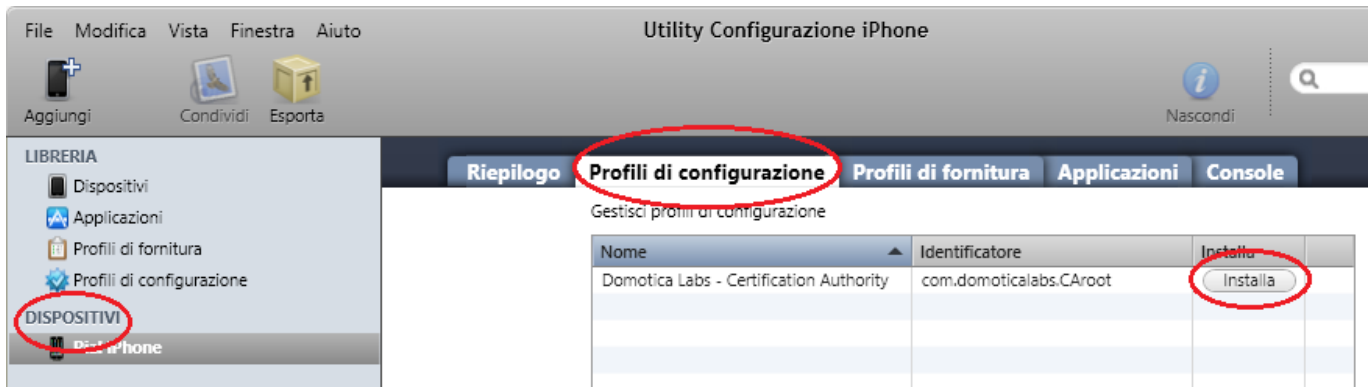 File Modifica Vista Finestra Aiuto
Utility Configurazione iPhone
Aggiungi Condividi Esporta
Nascondi
LIBRERIA
Dispositivi
Applicazioni
Profili di fornitura
Profili di configurazione
DISPOSITIVI
iPhone
Riepilogo Profili di configurazione Profili di fornitura Applicazioni Console
Gestisci profili di configurazione
Nome Identificatore Installa
Domotica Labs - Certification Authority com.domoticalabs.CAroot Installa